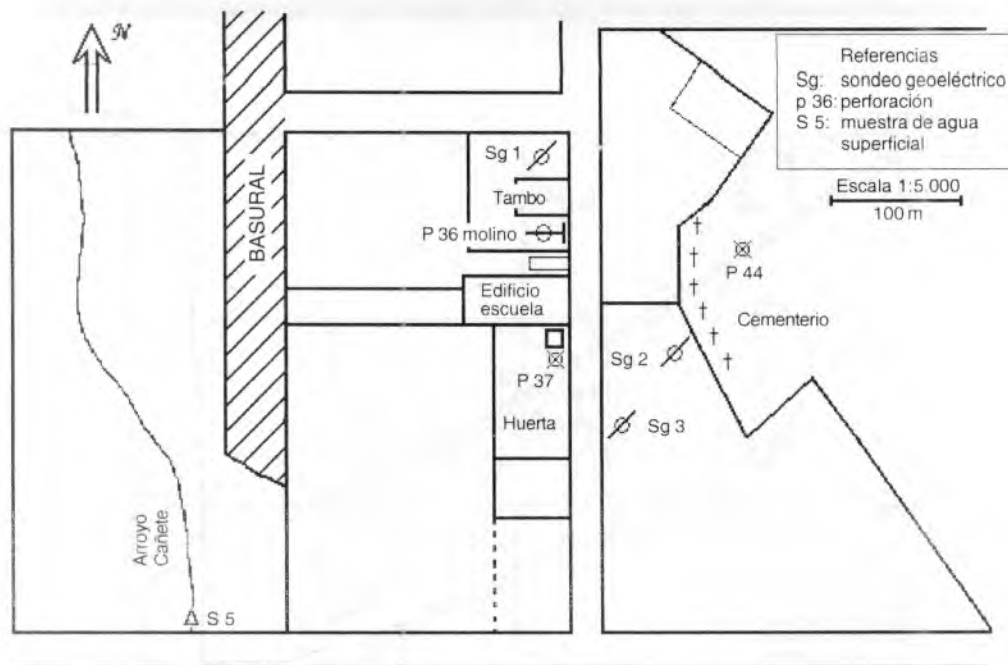 N
Referencias
Sg: sondeo geoeléctrico
p 36: perforación
S 5: muestra de agua
superficial
Escala 1:5.000
100 m
BASURAL
Sg 1
Tambo
P 36 molino
Edificio
escuela
P 37
Huerta
P 44
Cementerio
Sg 2
Sg 3
Arroyo
Cañete
S 5